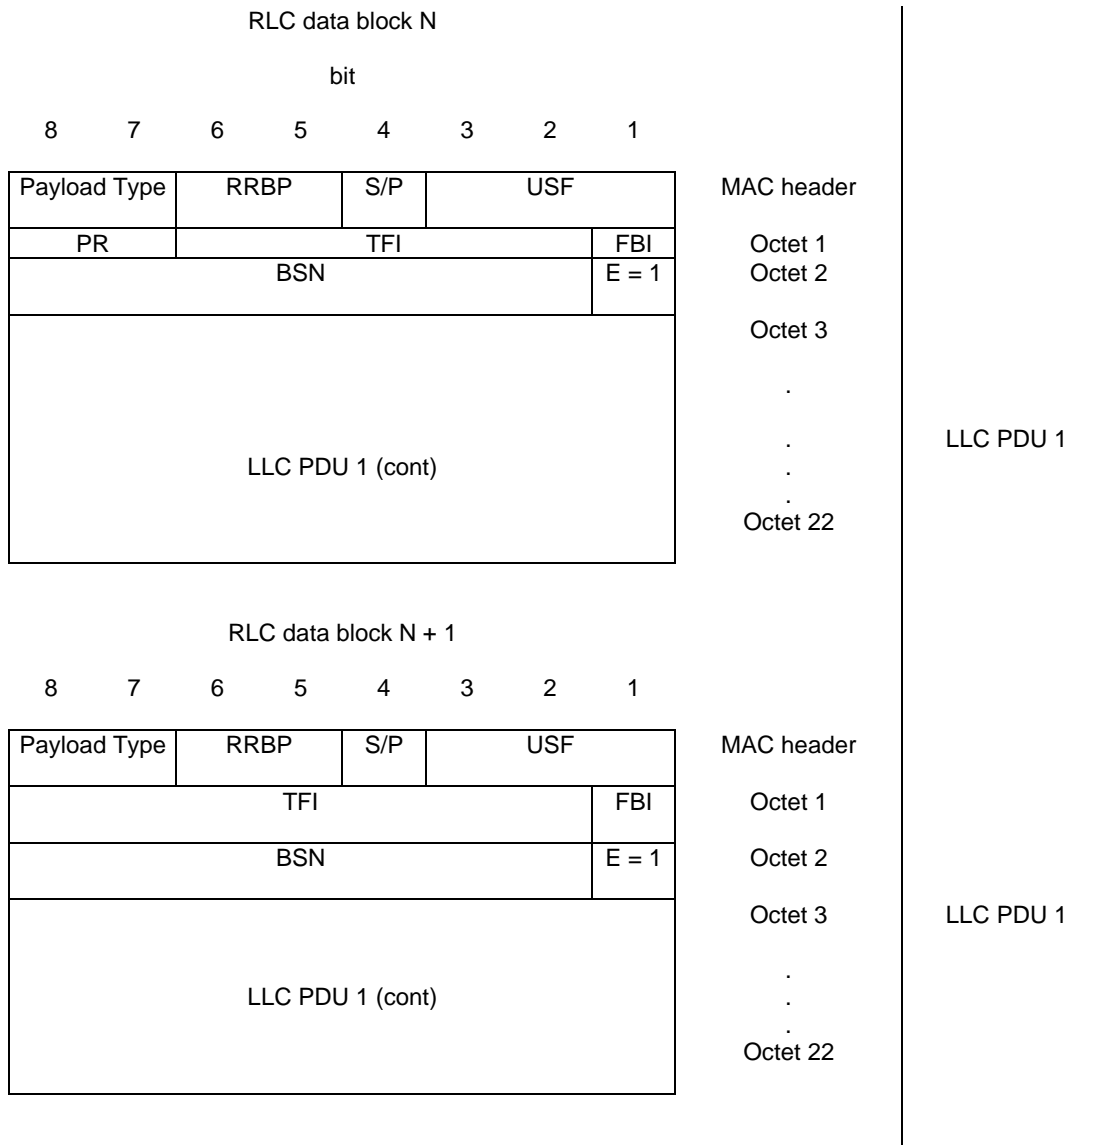 RLC data block N
bit
8 7 6 5 4 3 2 1
Payload Type RRBP S/P USF MAC header
PR TFI FBI Octet 1
BSN E = 1 Octet 2
Octet 3
.
. LLC PDU 1
LLC PDU 1 (cont) .
.
Octet 22
RLC data block N + 1
8 7 6 5 4 3 2 1
Payload Type RRBP S/P USF MAC header
TFI FBI Octet 1
BSN E = 1 Octet 2
Octet 3 LLC PDU 1
.
LLC PDU 1 (cont) .
.
Octet 22